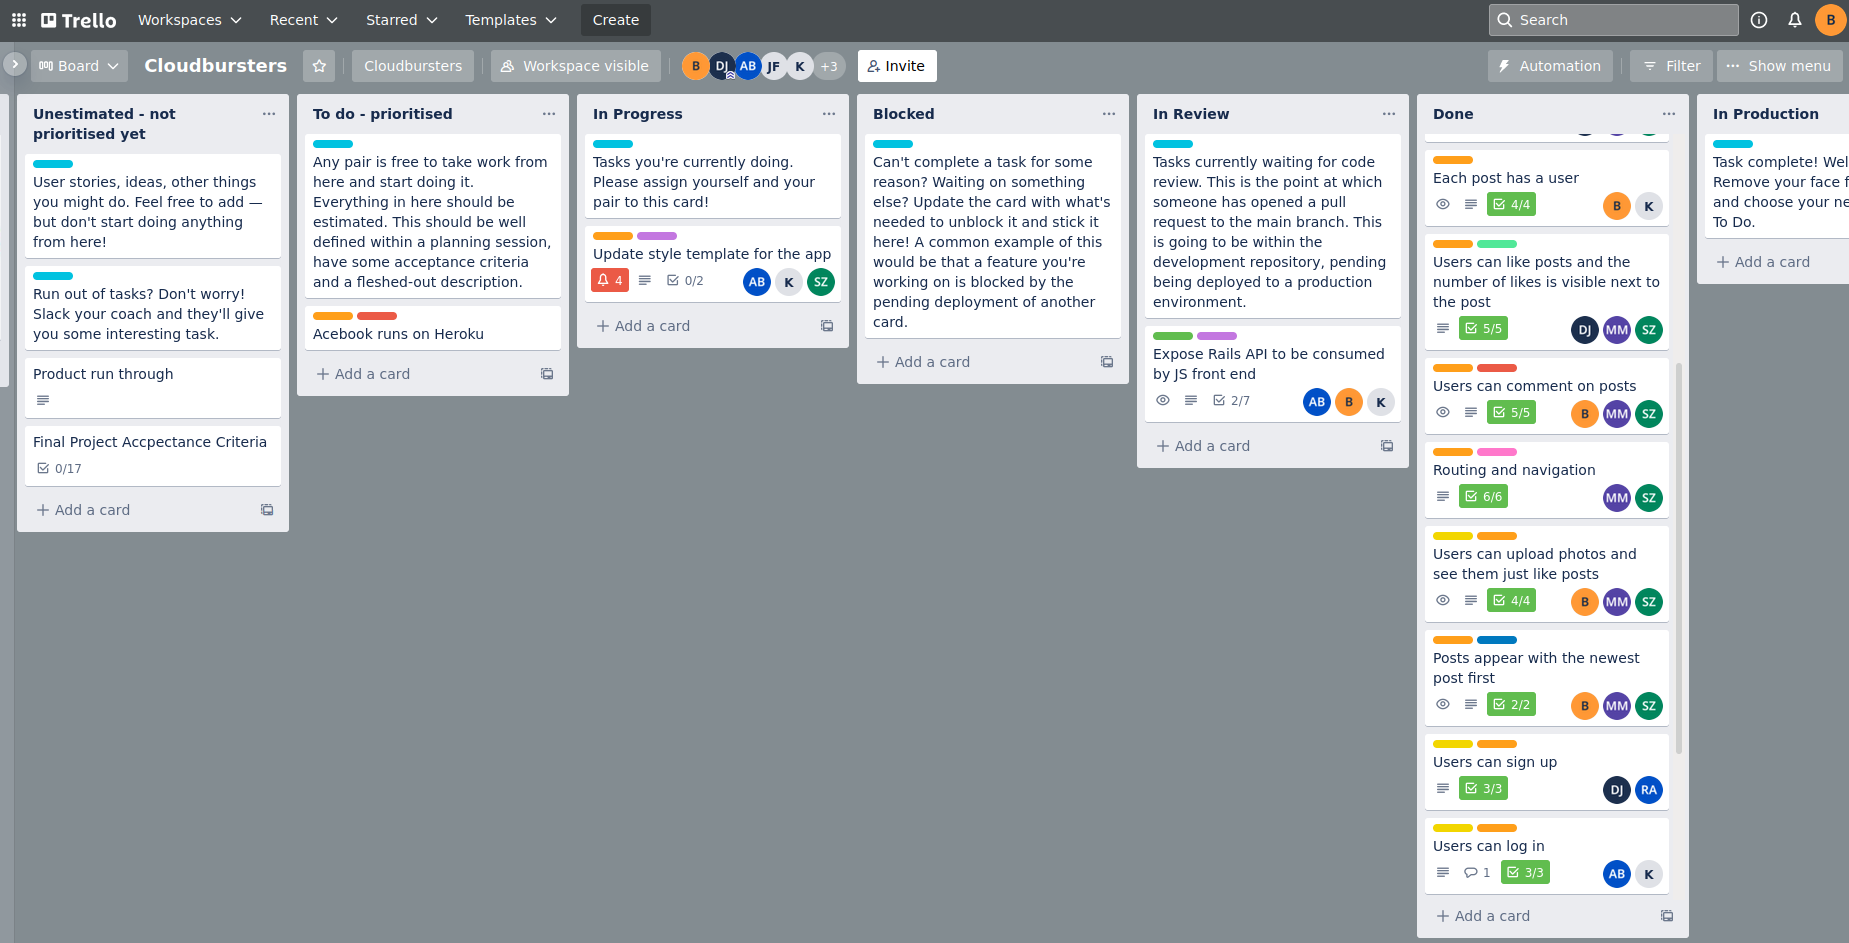 Trello
Workspaces
Recent
Starred
Templates
Create
Search
B
Board
Cloudbursters
Cloudbursters
Workspace visible
B
DJ
AB
JF
K
+3
Invite
Automation
Filter
Show menu
Unestimated - not
prioritised yet
User stories, ideas, other things
you might do. Feel free to add —
but don't start doing anything
from here!
Run out of tasks? Don't worry!
Slack your coach and they'll give
you some interesting task.
Product run through
Final Project Accpectance Criteria
0/17
Add a card
To do - prioritised
Any pair is free to take work from
here and start doing it.
Everything in here should be
estimated. This should be well
defined within a planning session,
have some acceptance criteria
and a fleshed-out description.
Acebook runs on Heroku
Add a card
In Progress
Tasks you're currently doing.
Please assign yourself and your
pair to this card!
Update style template for the app
4
0/2
AB
K
SZ
Add a card
Blocked
Can't complete a task for some
reason? Waiting on something
else? Update the card with what's
needed to unblock it and stick it
here! A common example of this
would be that a feature you're
working on is blocked by the
pending deployment of another
card.
Add a card
In Review
Tasks currently waiting for code
review. This is the point at which
someone has opened a pull
request to the main branch. This
is going to be within the
development repository, pending
being deployed to a production
environment.
Expose Rails API to be consumed
by JS front end
2/7
AB
B
K
Add a card
Done
Each post has a user
4/4
B
K
Users can like posts and the
number of likes is visible next to
the post
5/5
DJ
MM
SZ
Users can comment on posts
5/5
B
MM
SZ
Routing and navigation
6/6
MM
SZ
Users can upload photos and
see them just like posts
4/4
B
MM
SZ
Posts appear with the newest
post first
2/2
B
MM
SZ
Users can sign up
3/3
DJ
RA
Users can log in
1
3/3
AB
K
Add a card
In Production
Task complete! Wel
Remove your face f
and choose your ne
To Do.
Add a card